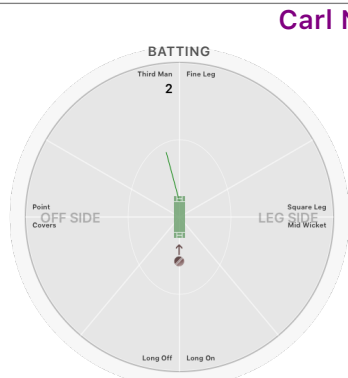 Carl
BATTING
Third Man Fine Leg
2
Point Square Leg
OFF SIDE LEG SIDE
Covers Mid Wicket
Long Off Long On